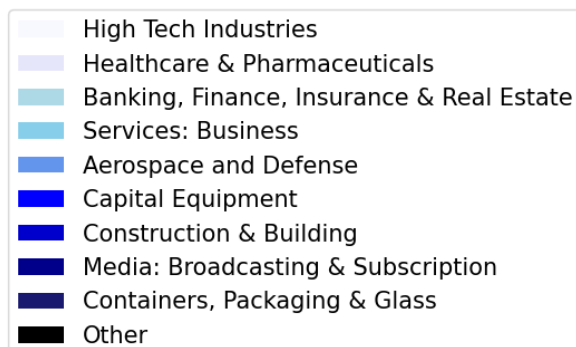 High Tech Industries
Healthcare & Pharmaceuticals
Banking, Finance, Insurance & Real Estate
Services: Business
Aerospace and Defense
Capital Equipment
Construction & Building
Media: Broadcasting & Subscription
Containers, Packaging & Glass
Other